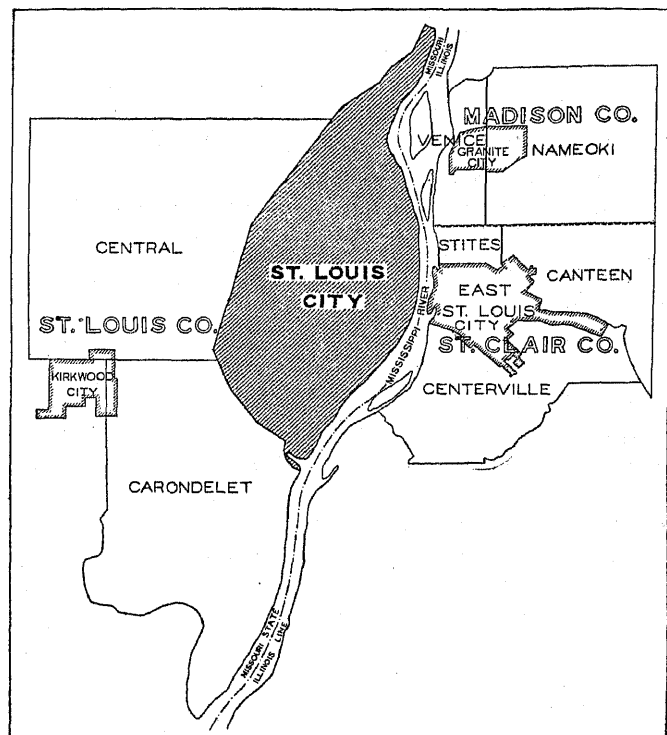 MISSOURI
ILLINOIS
MADISON CO.
VENICE
GRANITE
CITY
NAMEOKI
CENTRAL
STITES
ST. LOUIS
CITY
CANTEEN
EAST
ST. LOUIS
CITY
ST. LOUIS CO.
MISSISSIPPI RIVER
ST. CLAIR CO.
KIRKWOOD
CITY
CENTERVILLE
CARONDELET
MISSOURI STATE
ILLINOIS LINE